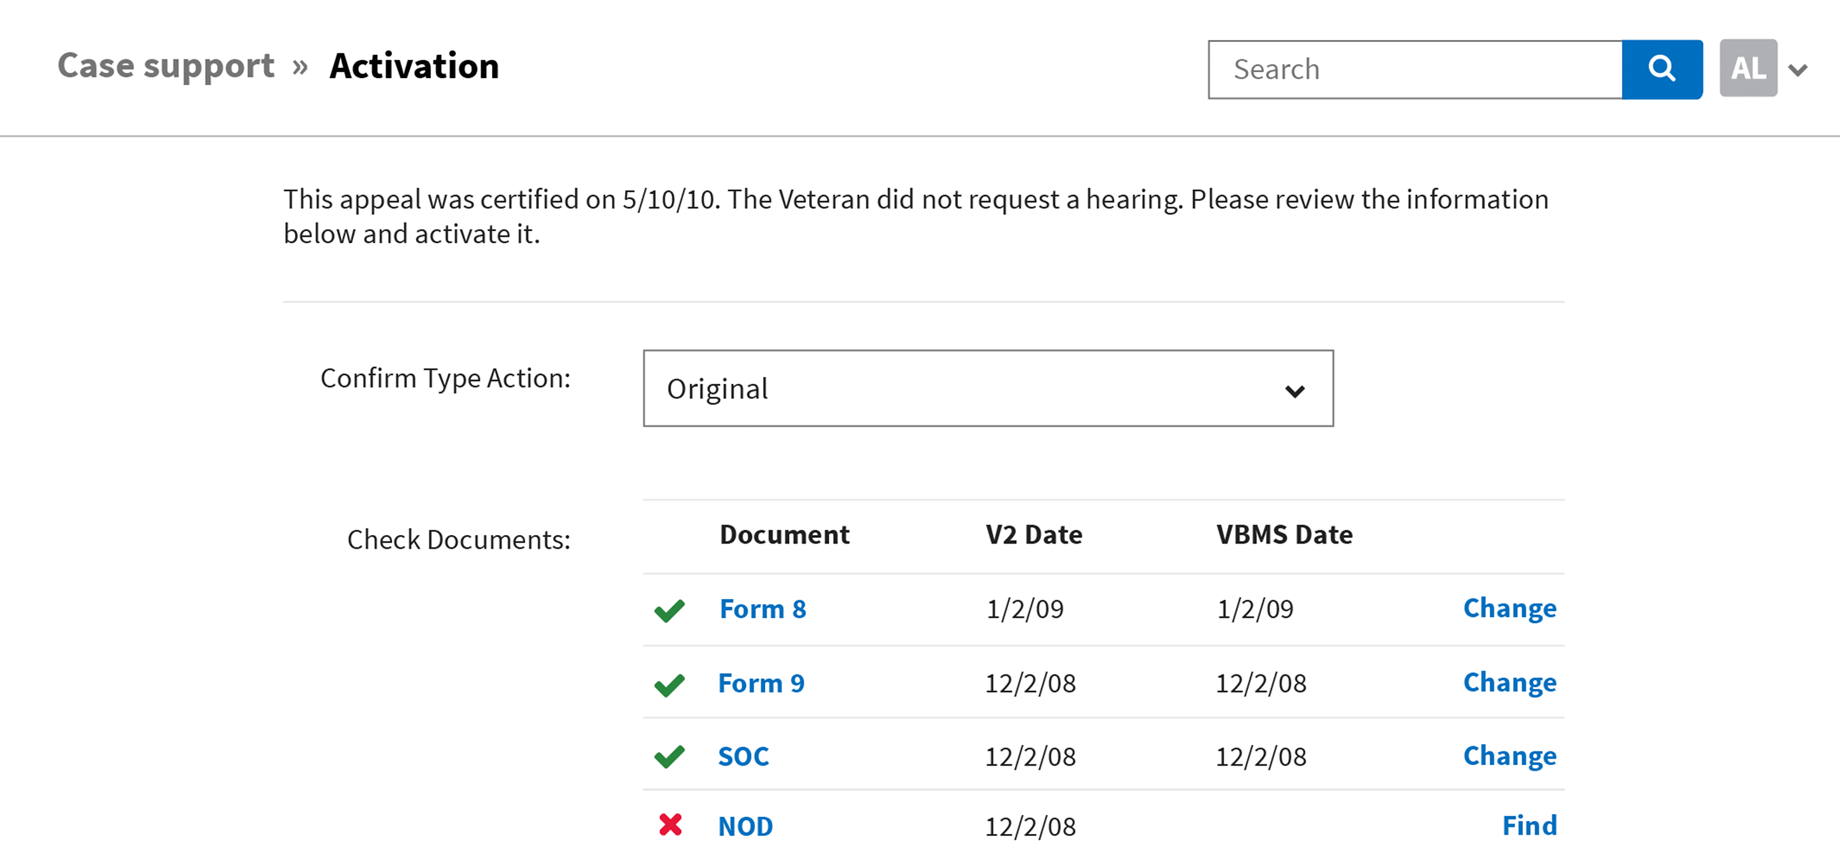 Case support » Activation
Search
AL
This appeal was certified on 5/10/10. The Veteran did not request a hearing. Please review the information
below and activate it.
Confirm Type Action:
Original
Check Documents:
Document V2 Date VBMS Date
Form 8 1/2/09 1/2/09 Change
Form 9 12/2/08 12/2/08 Change
SOC 12/2/08 12/2/08 Change
NOD 12/2/08 Find